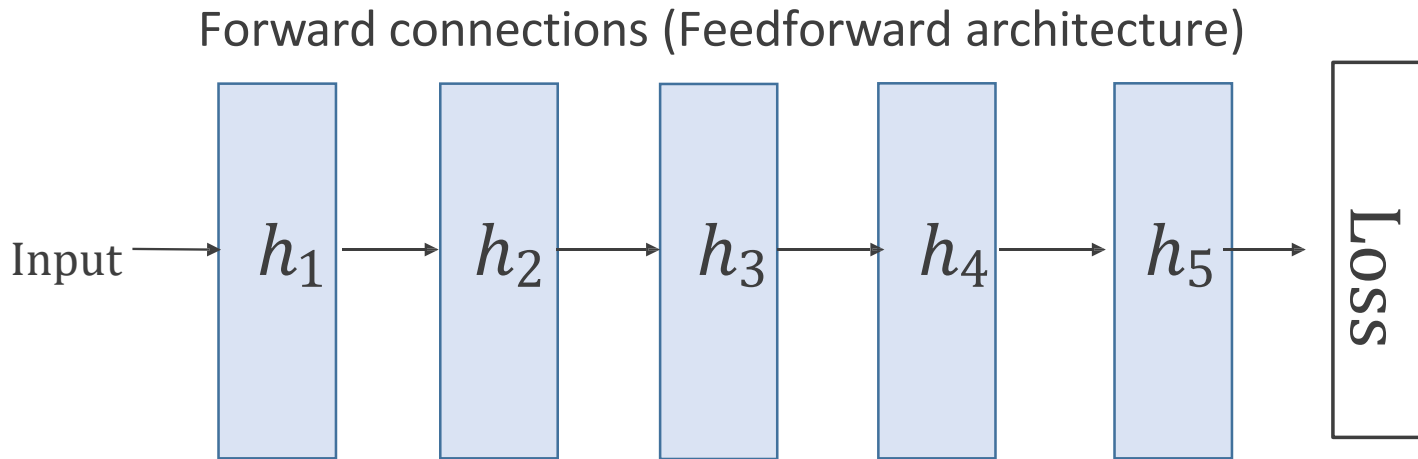 Forward connections (Feedforward architecture)
Input
h₁
h₂
h₃
h₄
h₅
Loss